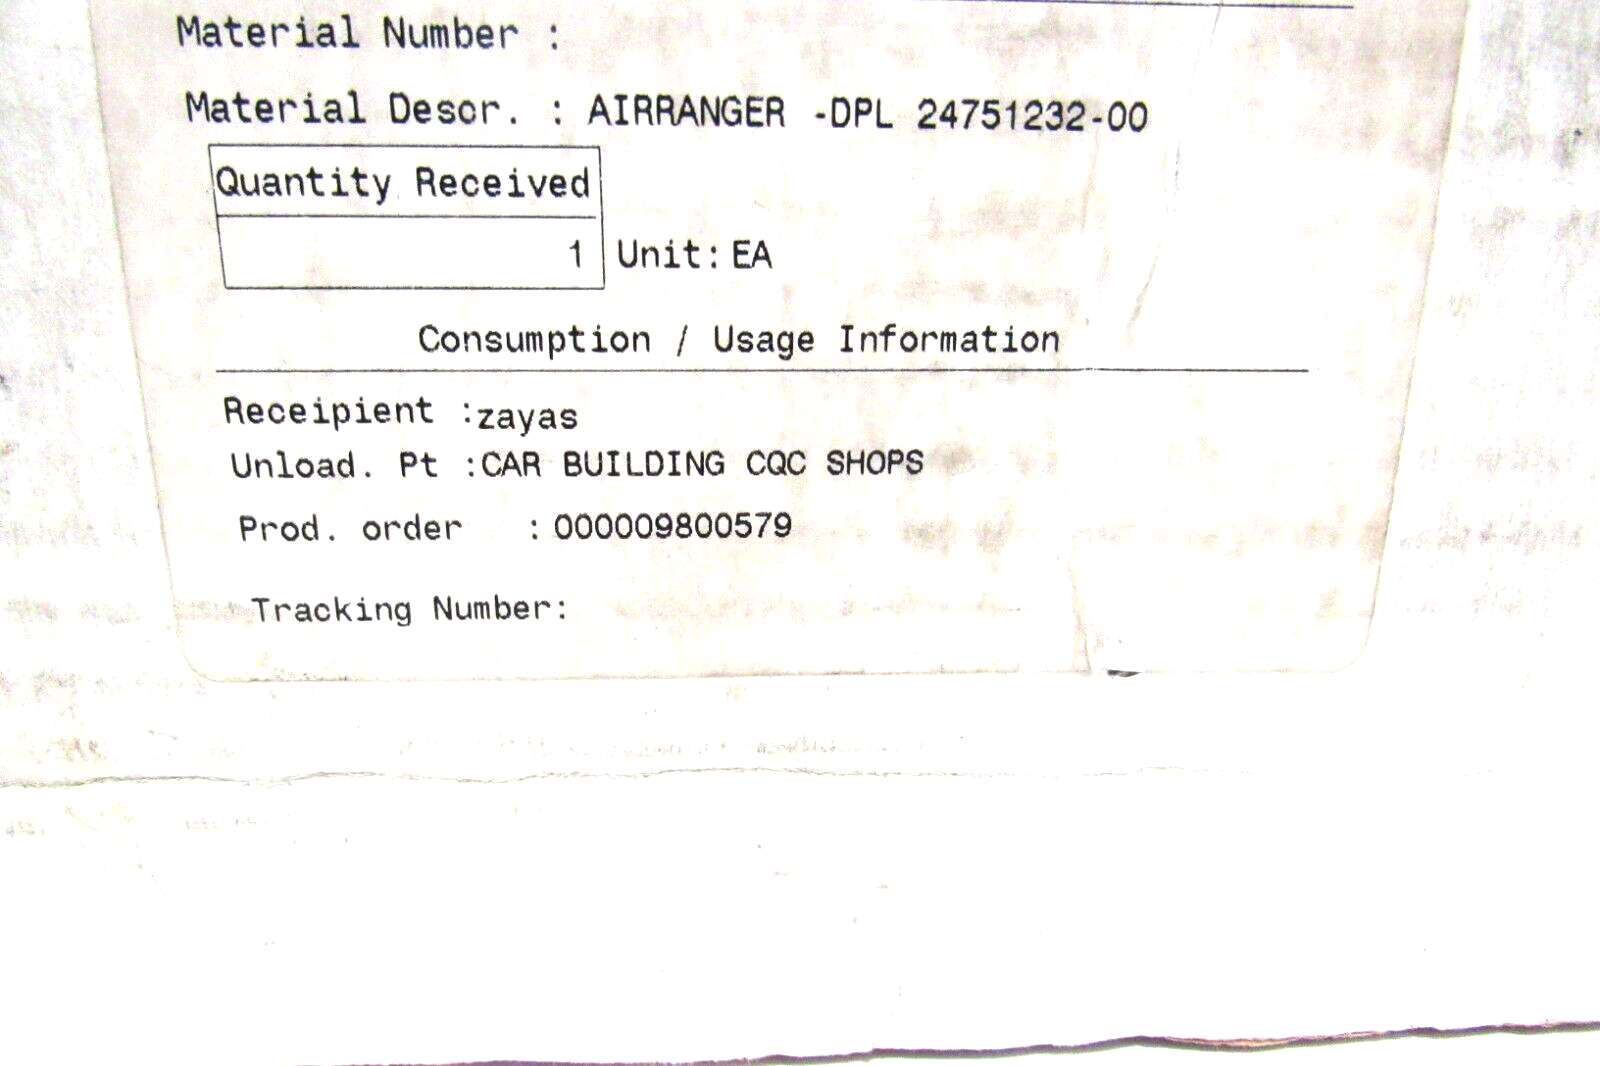 Material Number :
Material Descr. : AIRRANGER -DPL 24751232-00
Quantity Received
1 Unit: EA
Consumption / Usage Information
Receipient :zayas
Unload. Pt :CAR BUILDING CQC SHOPS
Prod. order : 000009800579
Tracking Number: